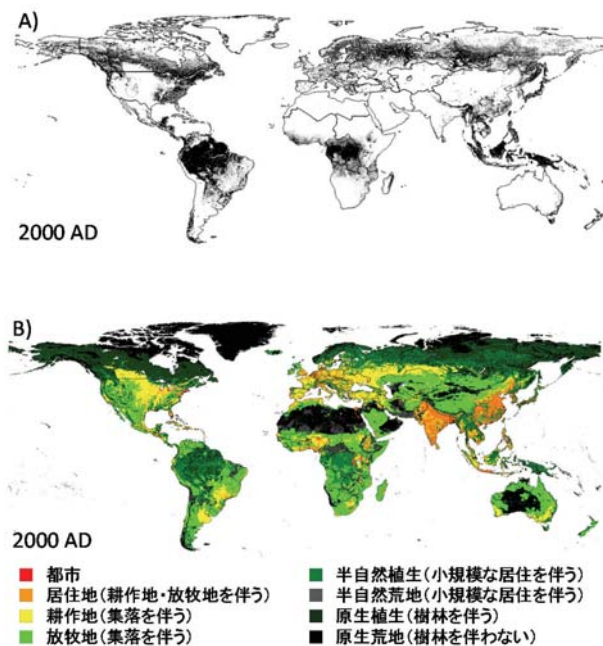 A)
2000 AD
B)
2000 AD
都市
居住地(耕作地・放牧地を伴う)
耕作地(集落を伴う)
放牧地(集落を伴う)
半自然植生(小規模な居住を伴う)
半自然荒地(小規模な居住を伴う)
原生植生(樹林を伴う)
原生荒地(樹林を伴わない)